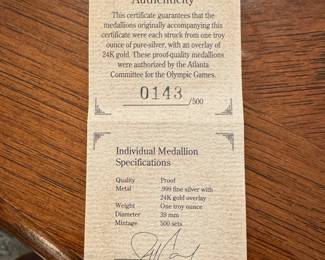 Authenticity
This certificate guarantees that the
medallions originally accompanying this
certificate were each struck from one troy
ounce of pure-silver, with an overlay of
24K gold. These proof-quality medallions
were authorized by the Atlanta
Committee for the Olympic Games.
0143 /500
Individual Medallion
Specifications
Quality Proof
Metal .999 fine silver with
24K gold overlay
Weight One troy ounce
Diameter 39 mm
Mintage 500 sets